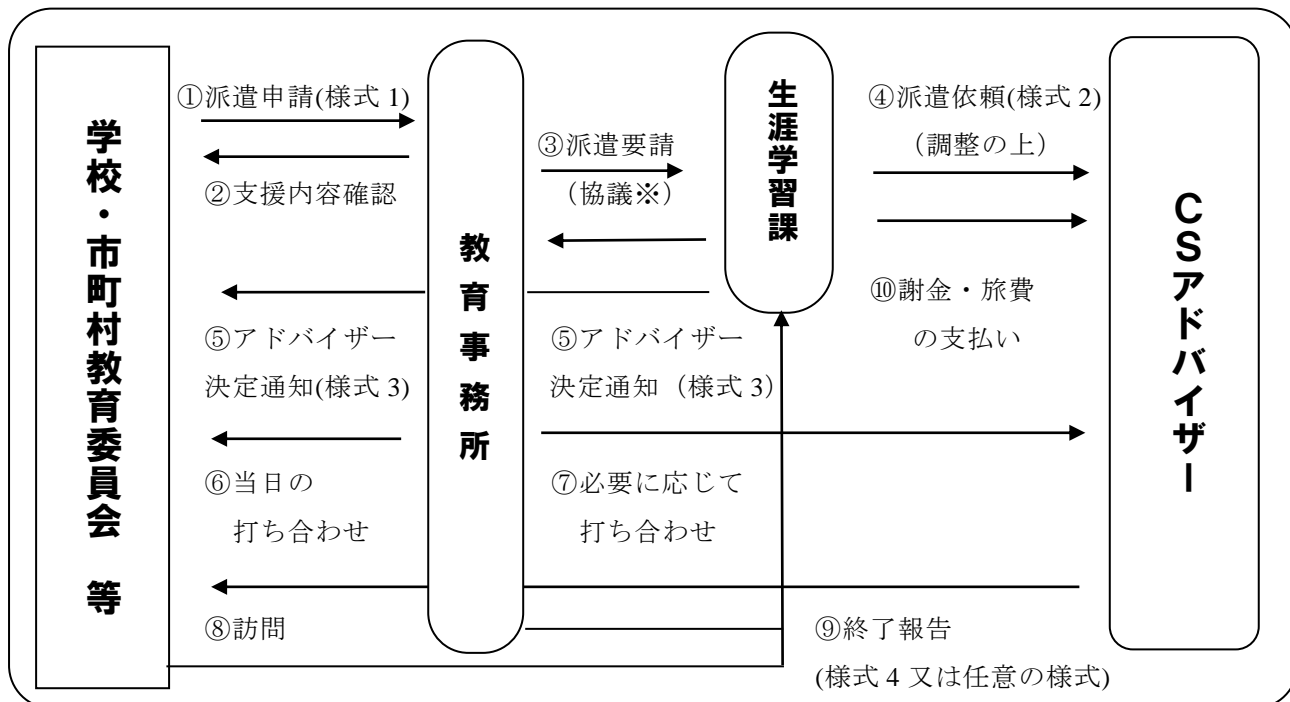 学校・市町村教育委員会 等
①派遣申請(様式 1)
②支援内容確認
教育事務所
③派遣要請
(協議※)
生涯学習課
④派遣依頼(様式 2)
(調整の上)
CSアドバイザー
⑤アドバイザー
決定通知(様式 3)
⑤アドバイザー
決定通知（様式 3）
⑩謝金・旅費
の支払い
⑥当日の
打ち合わせ
⑦必要に応じて
打ち合わせ
⑧訪問
⑨終了報告
(様式 4 又は任意の様式)